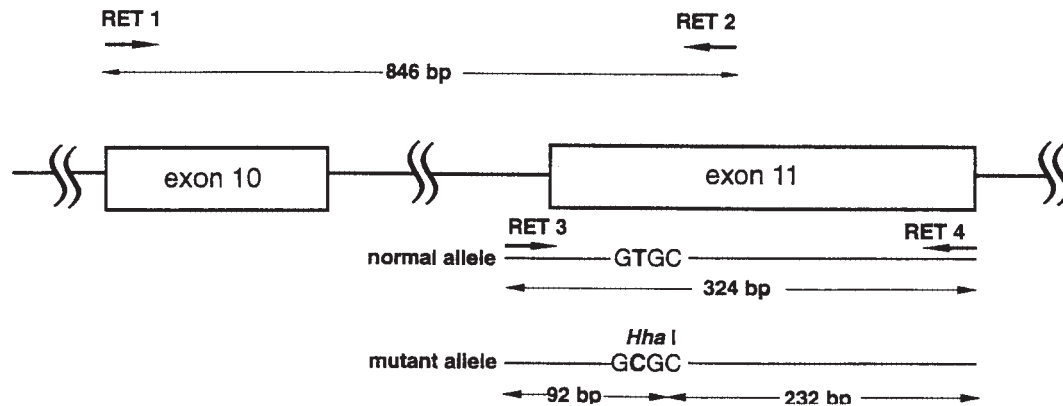 RET 1
RET 2
846 bp
exon 10
exon 11
RET 3
RET 4
normal allele
GTGC
324 bp
Hha I
mutant allele
GCGC
92 bp
232 bp